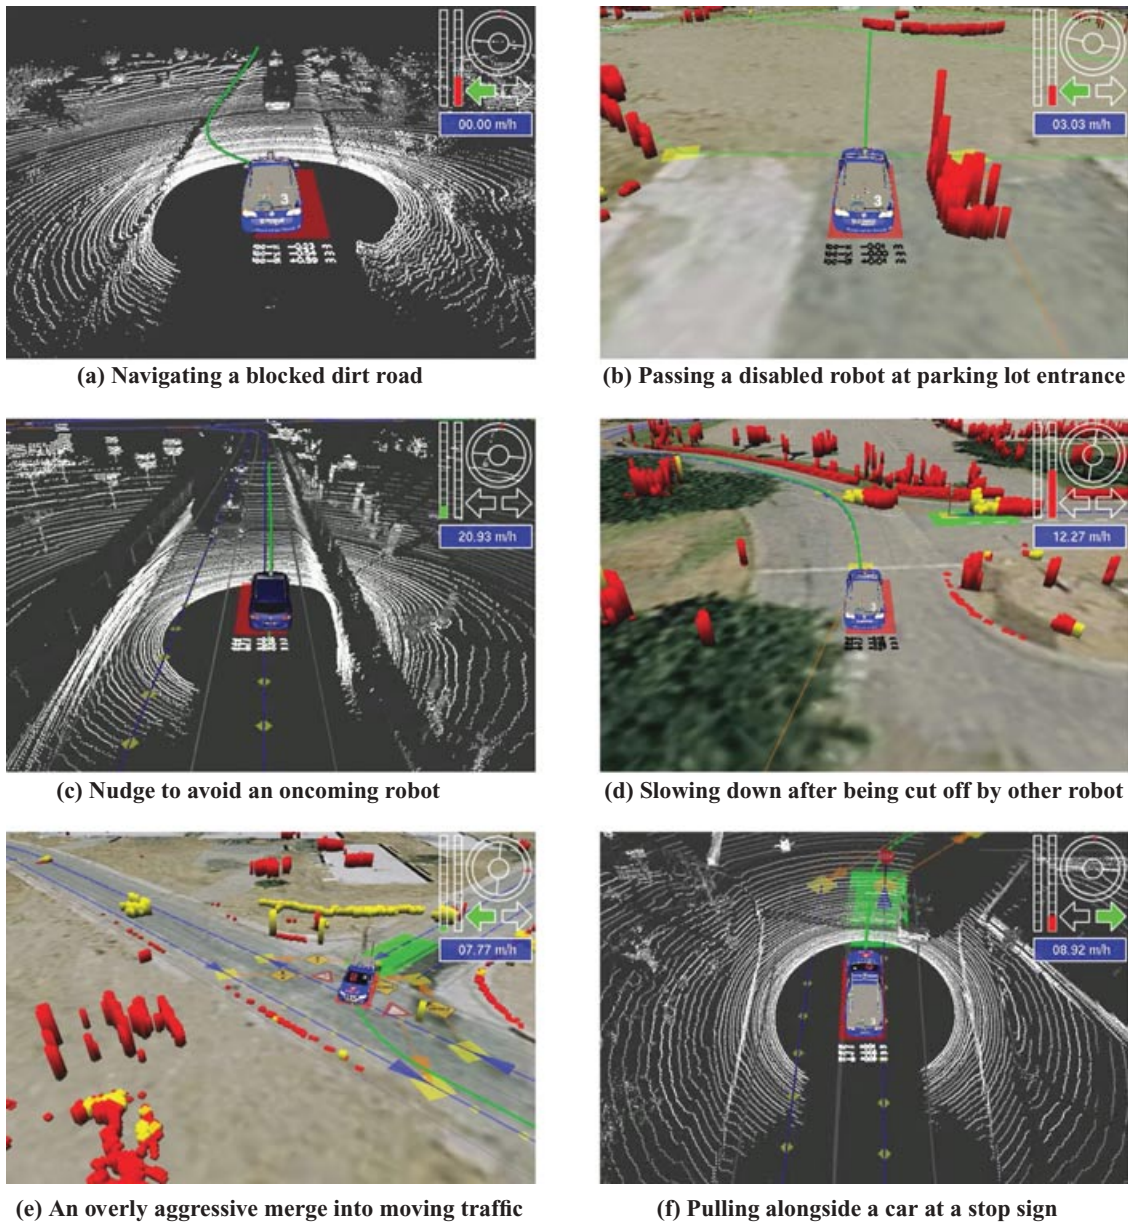 3
00.00 m/h
(a) Navigating a blocked dirt road
3
03.03 m/h
(b) Passing a disabled robot at parking lot entrance
20.93 m/h
(c) Nudge to avoid an oncoming robot
12.27 m/h
(d) Slowing down after being cut off by other robot
07.77 m/h
(e) An overly aggressive merge into moving traffic
08.92 m/h
(f) Pulling alongside a car at a stop sign